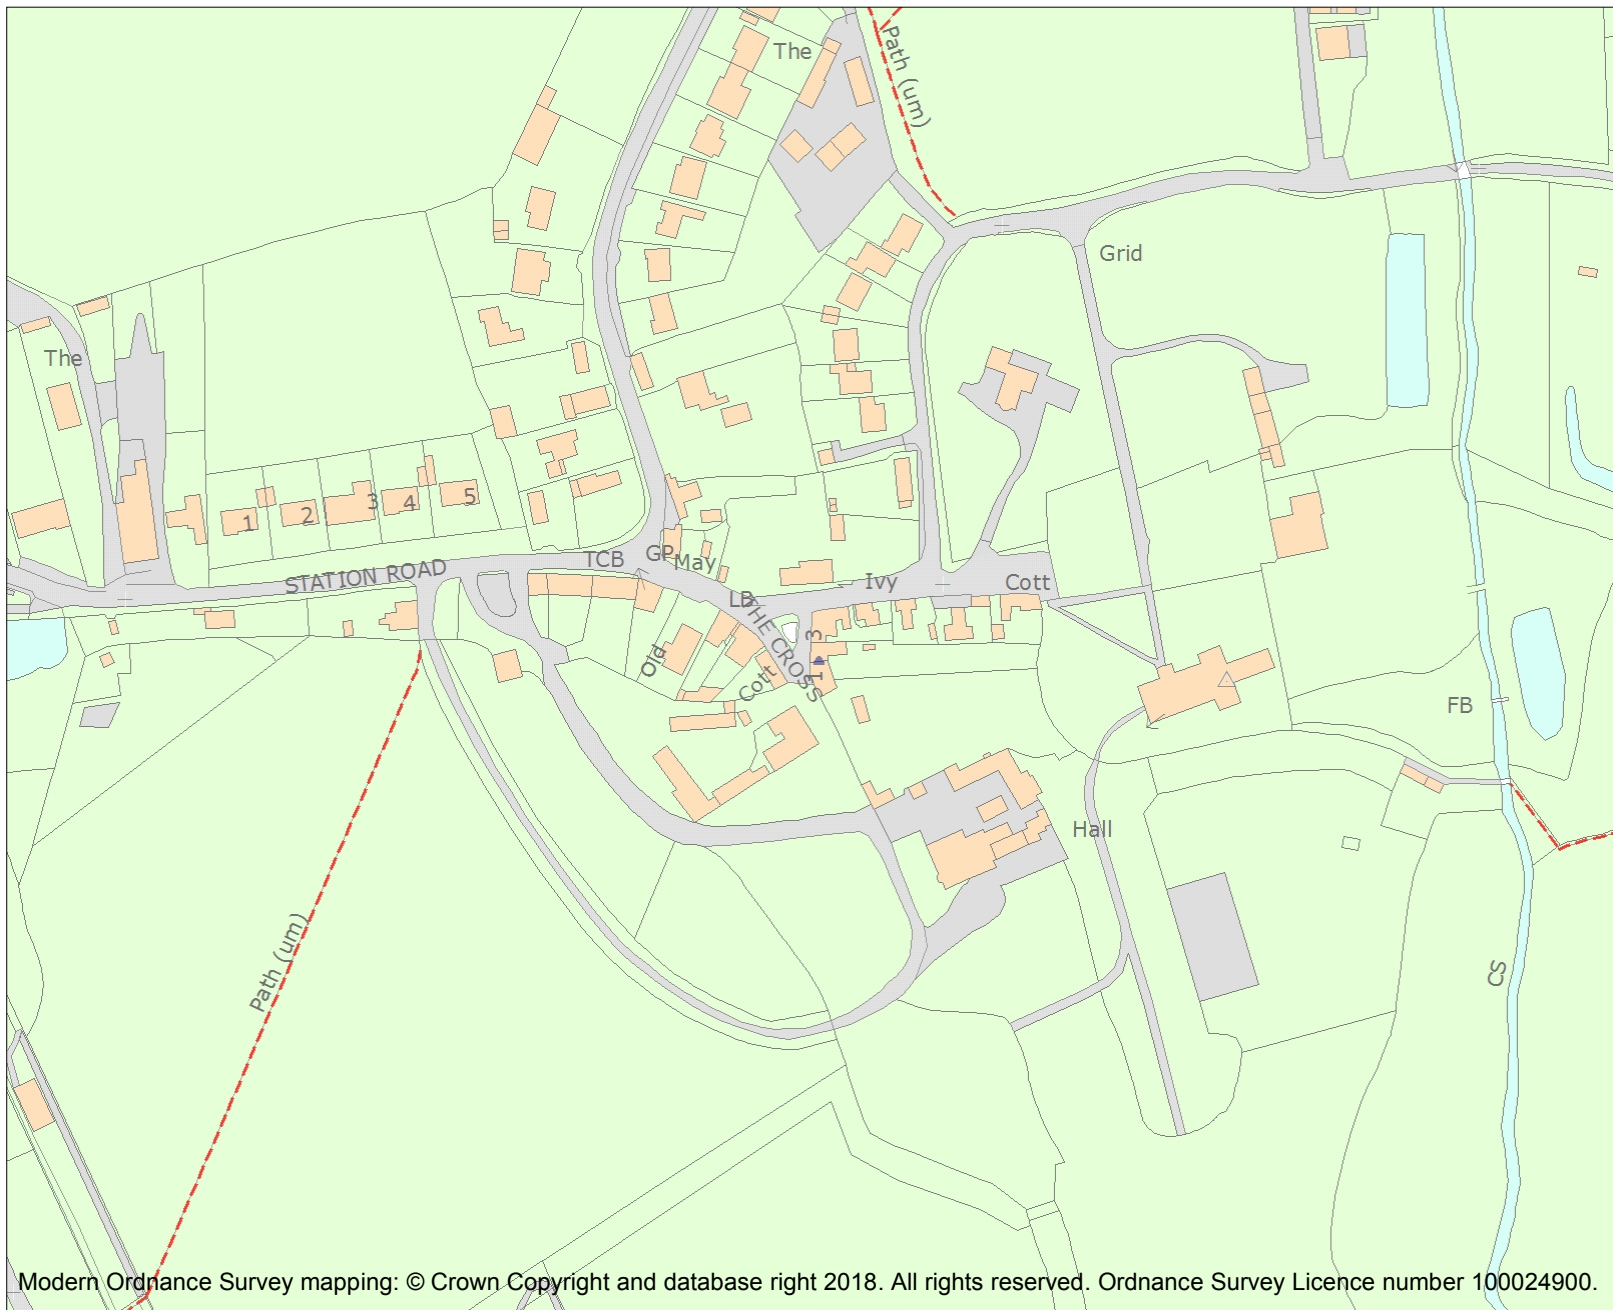 The
Path (um)
Grid
The
1
2
3
4
5
STATION ROAD
TCB
GP
May
LB
Ivy
Cott
THE CROSS
3
1
Old
Cott
FB
Hall
Path (um)
CS
Modern Ordnance Survey mapping: © Crown Copyright and database right 2018. All rights reserved. Ordnance Survey Licence number 100024900.